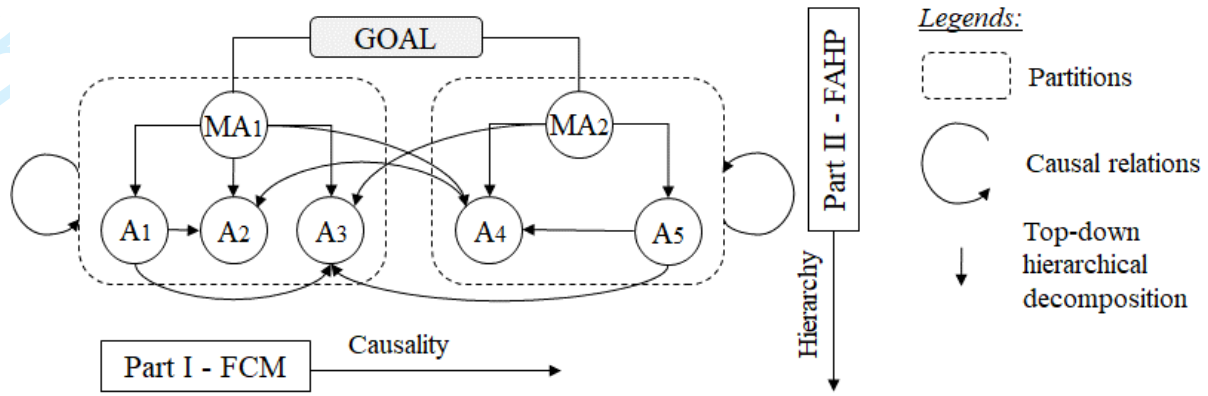 GOAL
MA1
MA2
A1
A2
A3
A4
A5
Part I - FCM
Causality
Part II - FAHP
Hierarchy
Legends:
Partitions
Causal relations
Top-down
hierarchical
decomposition